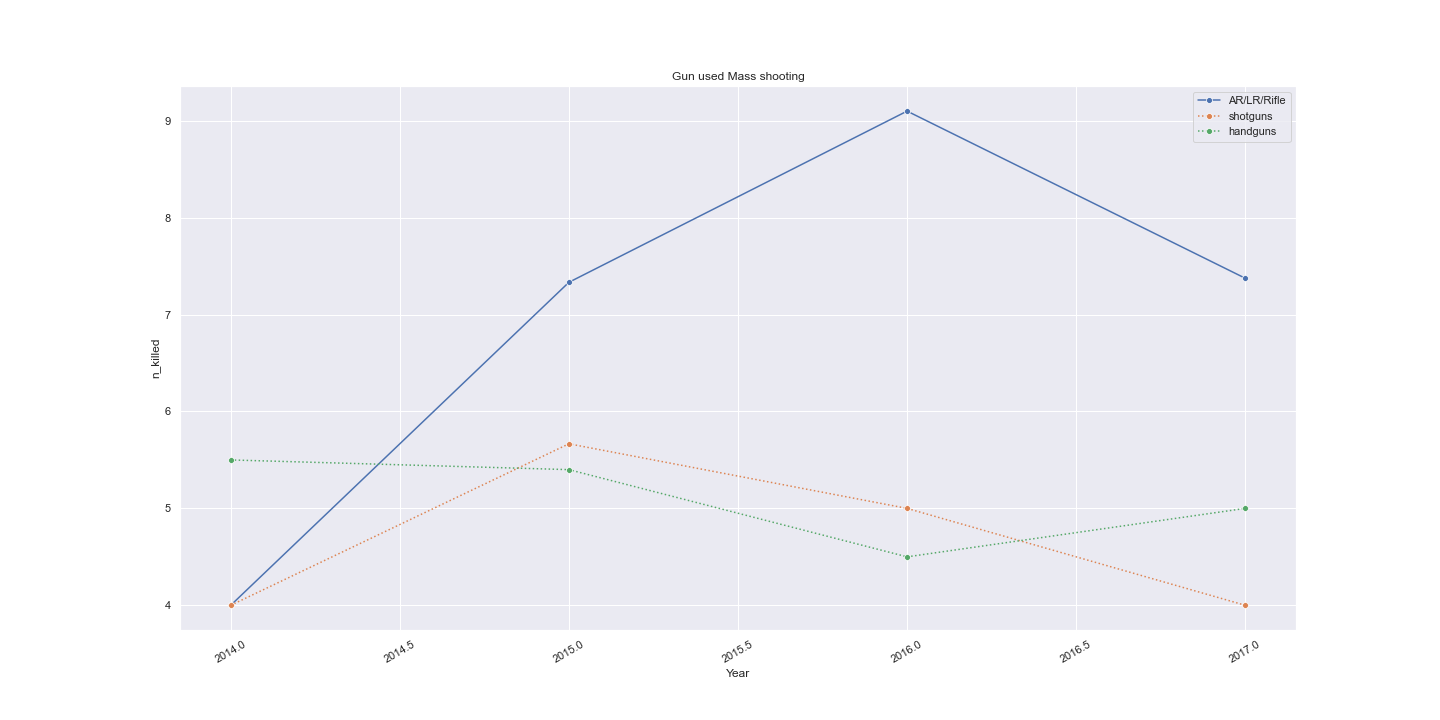 Gun used Mass shooting
AR/LR/Rifle
shotguns
handguns
9
8
7
6
5
4
n_killed
2014.0
2014.5
2015.0
2015.5
2016.0
2016.5
2017.0
Year